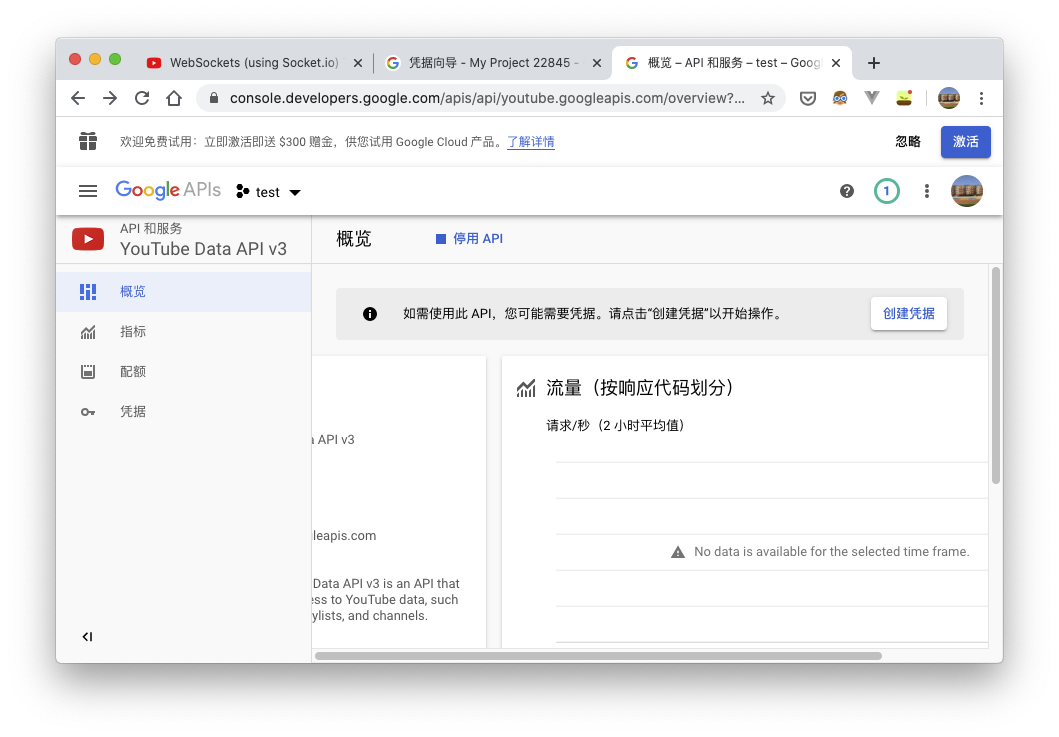 WebSockets (using Socket.io)
凭据向导 - My Project 22845 -
概览 – API 和服务 – test – Goog
console.developers.google.com/apis/api/youtube.googleapis.com/overview?...
欢迎免费试用：立即激活即送 $300 赠金，供您试用 Google Cloud 产品。了解详情
忽略
激活
Google APIs
test
1
API 和服务
YouTube Data API v3
概览
停用 API
概览
指标
配额
凭据
如需使用此 API，您可能需要凭据。请点击“创建凭据”以开始操作。
创建凭据
API v3
leapis.com
Data API v3 is an API that
ess to YouTube data, such
ylists, and channels.
流量（按响应代码划分）
请求/秒（2 小时平均值）
No data is available for the selected time frame.